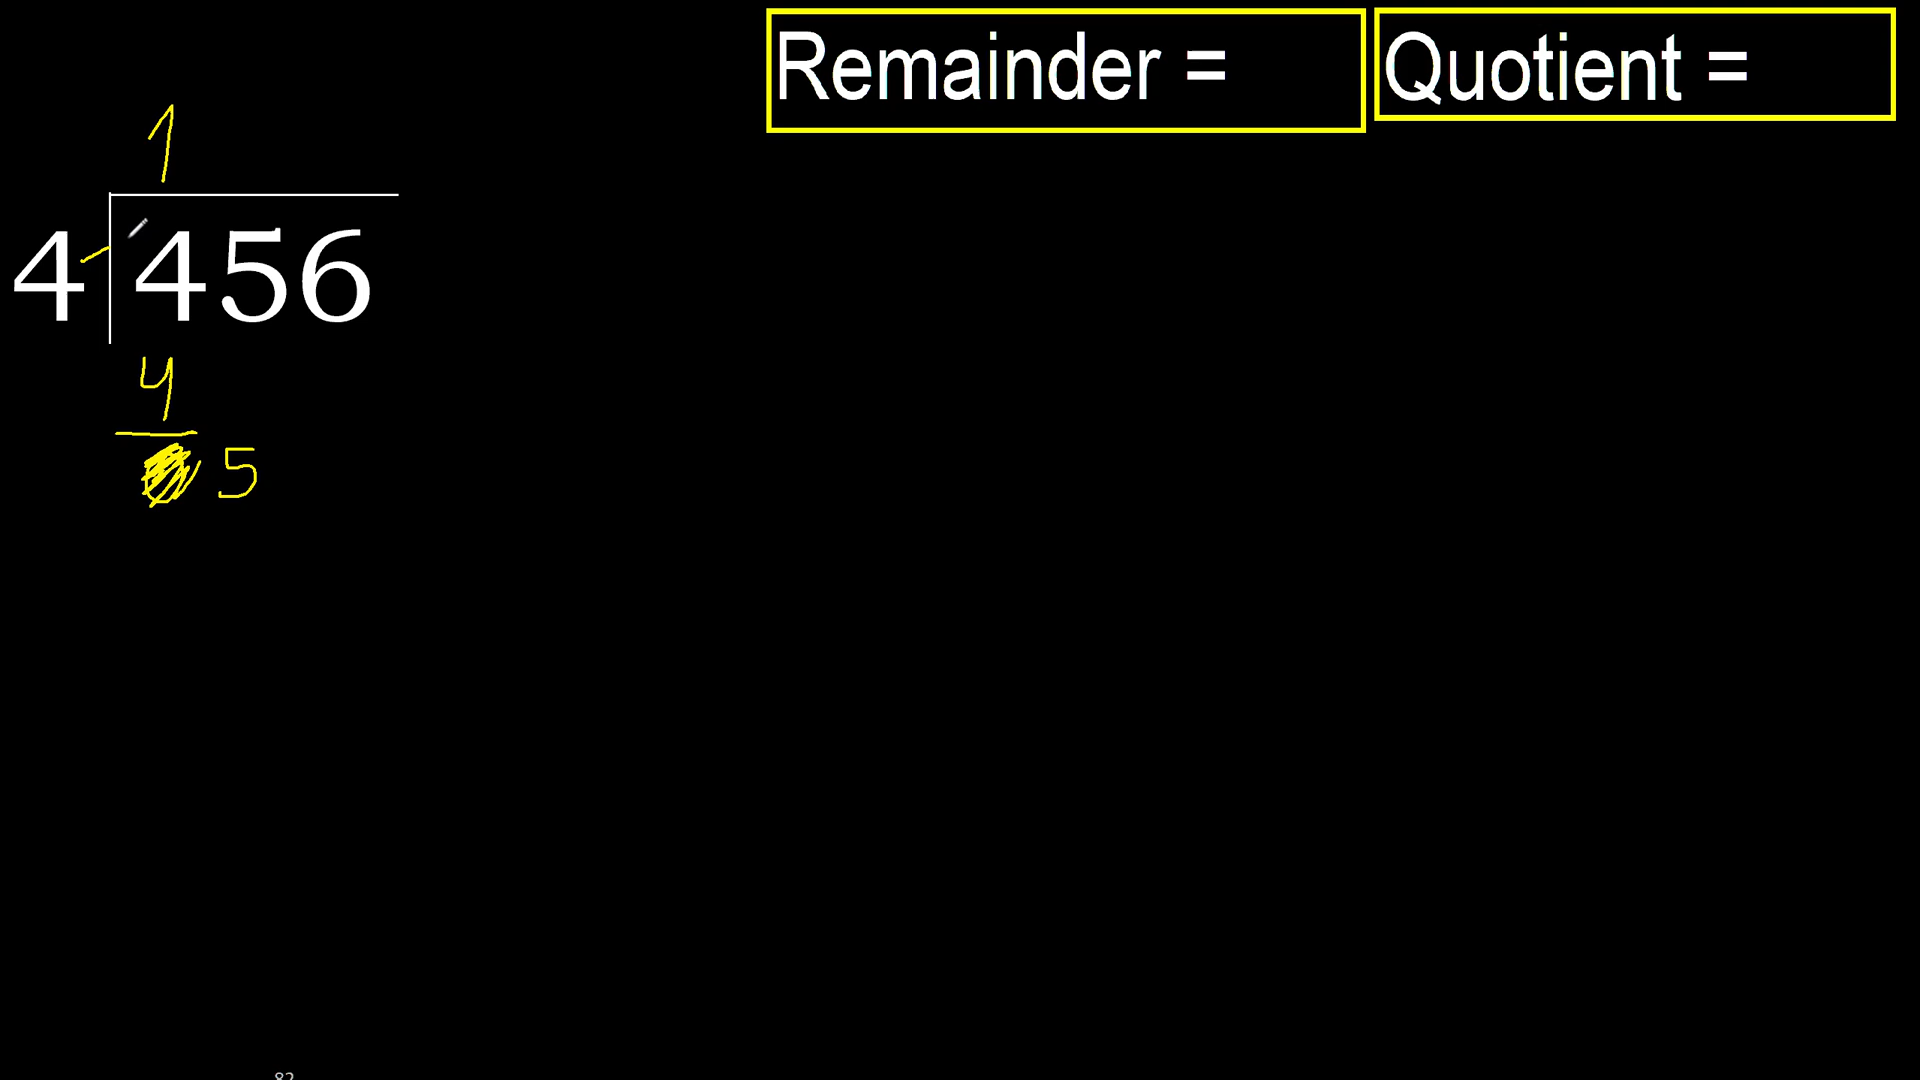 Remainder = Quotient =
1
4 456
4
5